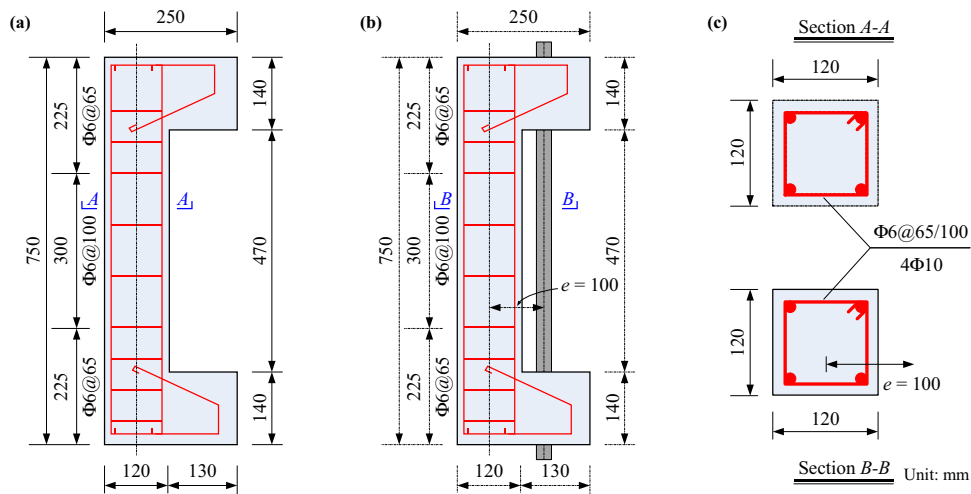 (a)
250
750
225
Φ6@65
300
Φ6@100
225
Φ6@65
A
A
140
470
140
120
130
(b)
250
750
225
Φ6@65
300
Φ6@100
225
Φ6@65
B
B
e = 100
140
470
140
120
130
(c)
Section A-A
120
120
Φ6@65/100
4Φ10
120
e = 100
120
Section B-B
Unit: mm